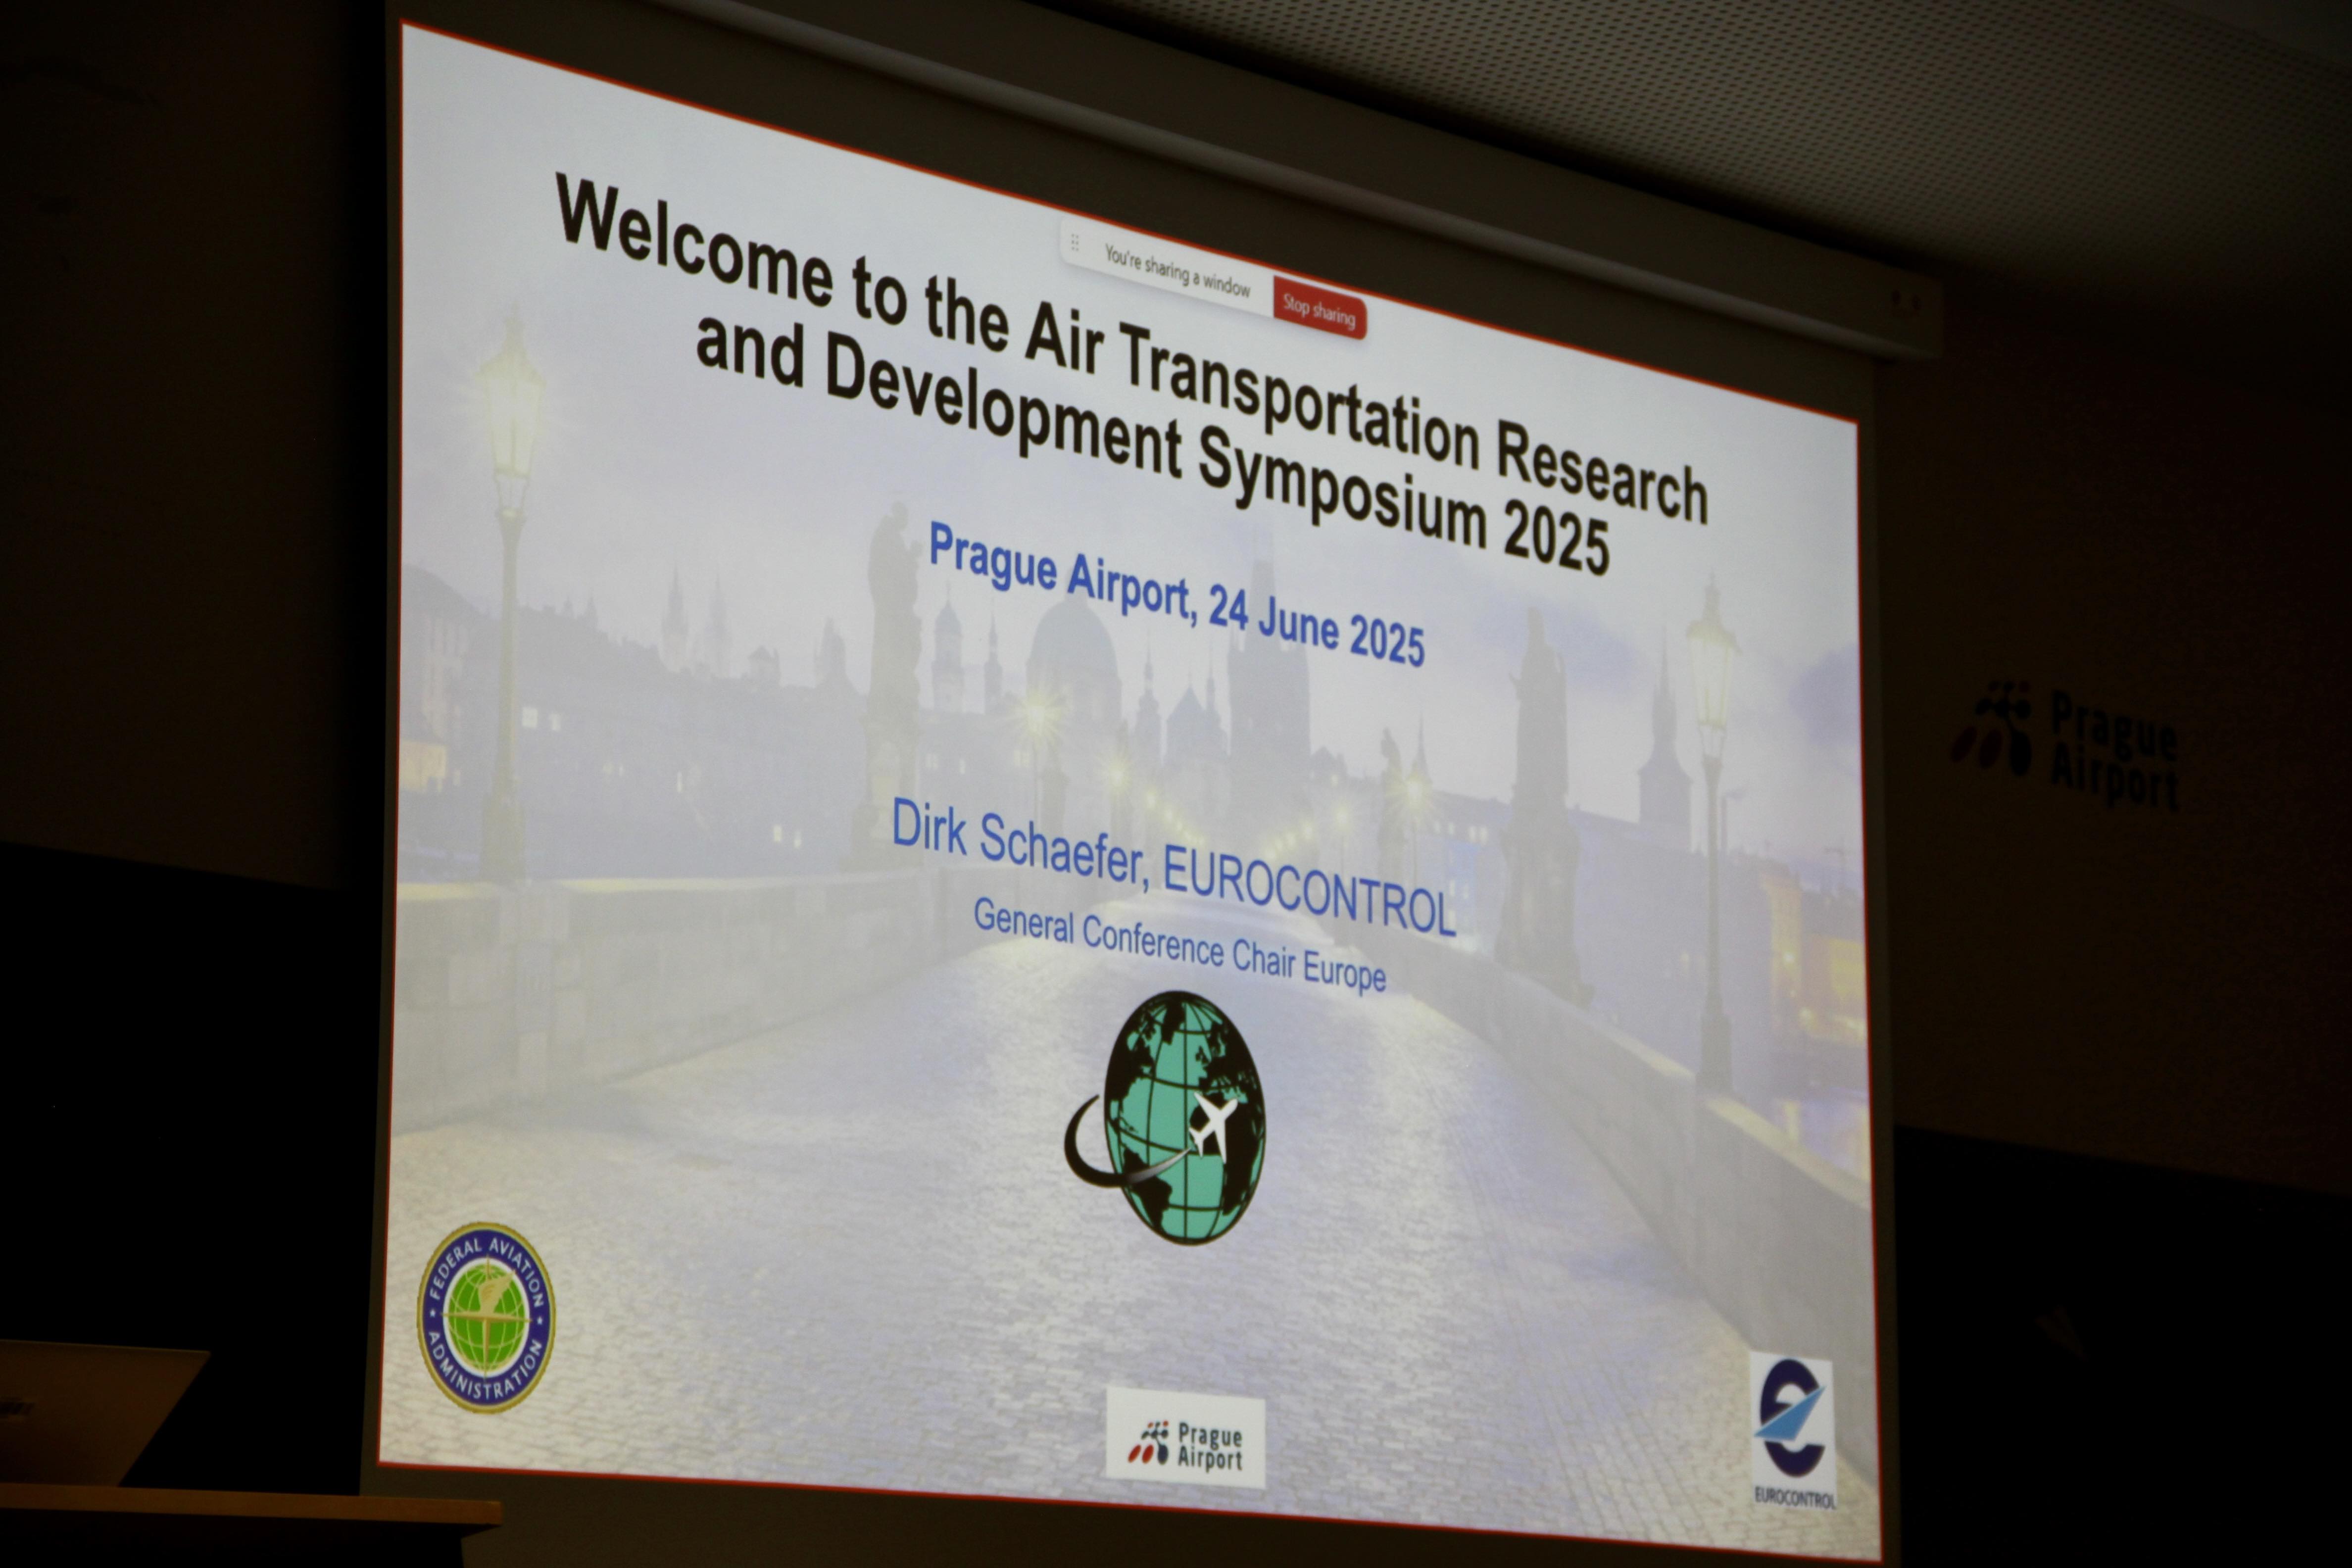 Welcome to the Air Transportation Research
and Development Symposium 2025
You're sharing a window
Stop sharing
Prague Airport, 24 June 2025
Dirk Schaefer, EUROCONTROL
General Conference Chair Europe
FEDERAL AVIATION
ADMINISTRATION
Prague
Airport
EUROCONTROL
Prague
Airport